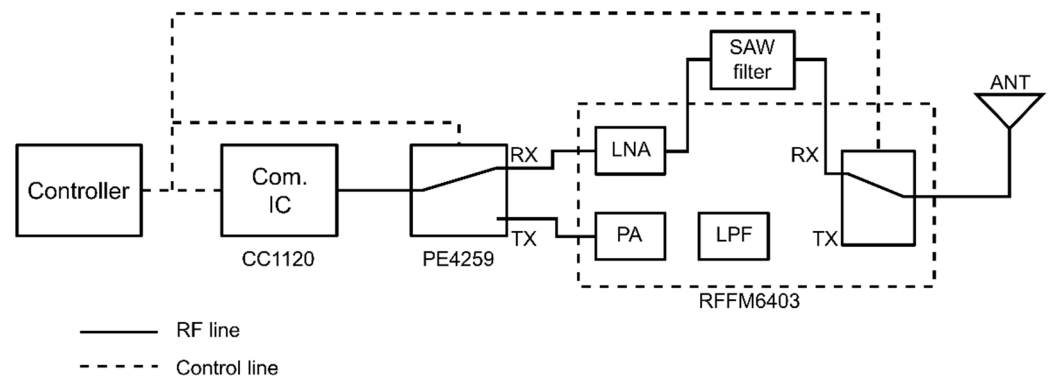 SAW
filter
ANT
Controller
Com.
IC
CC1120
RX
TX
PE4259
LNA
PA
LPF
RX
TX
RFFM6403
RF line
Control line